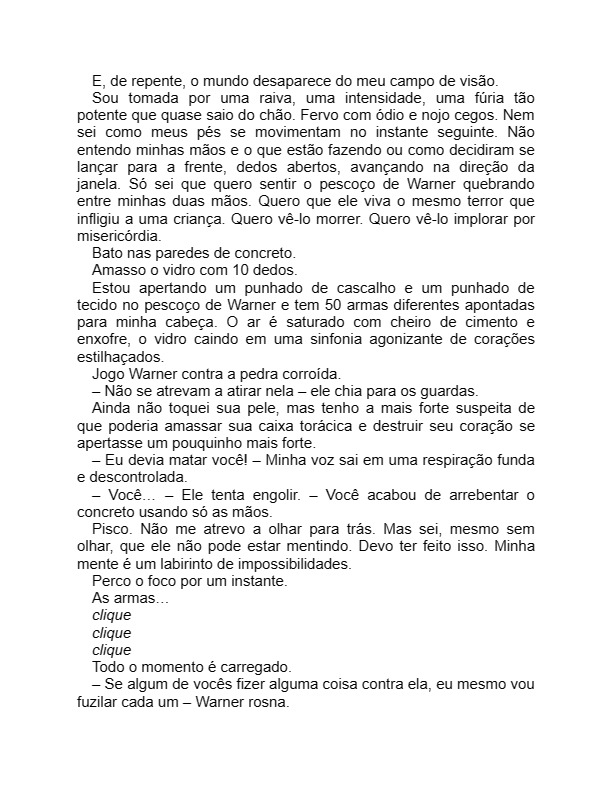 E, de repente, o mundo desaparece do meu campo de visão.
Sou tomada por uma raiva, uma intensidade, uma fúria tão
potente que quase saio do chão. Fervo com ódio e nojo cegos. Nem
sei como meus pés se movimentam no instante seguinte. Não
entendo minhas mãos e o que estão fazendo ou como decidiram se
lançar para a frente, dedos abertos, avançando na direção da
janela. Só sei que quero sentir o pescoço de Warner quebrando
entre minhas duas mãos. Quero que ele viva o mesmo terror que
infligiu a uma criança. Quero vê-lo morrer. Quero vê-lo implorar por
misericórdia.
Bato nas paredes de concreto.
Amasso o vidro com 10 dedos.
Estou apertando um punhado de cascalho e um punhado de
tecido no pescoço de Warner e tem 50 armas diferentes apontadas
para minha cabeça. O ar é saturado com cheiro de cimento e
enxofre, o vidro caindo em uma sinfonia agonizante de corações
estilhaçados.
Jogo Warner contra a pedra corroída.
– Não se atrevam a atirar nela – ele chia para os guardas.
Ainda não toquei sua pele, mas tenho a mais forte suspeita de
que poderia amassar sua caixa torácica e destruir seu coração se
apertasse um pouquinho mais forte.
– Eu devia matar você! – Minha voz sai em uma respiração funda
e descontrolada.
– Você… – Ele tenta engolir. – Você acabou de arrebentar o
concreto usando só as mãos.
Pisco. Não me atrevo a olhar para trás. Mas sei, mesmo sem
olhar, que ele não pode estar mentindo. Devo ter feito isso. Minha
mente é um labirinto de impossibilidades.
Perco o foco por um instante.
As armas…
clique
clique
clique
Todo o momento é carregado.
– Se algum de vocês fizer alguma coisa contra ela, eu mesmo vou
fuzilar cada um – Warner rosna.